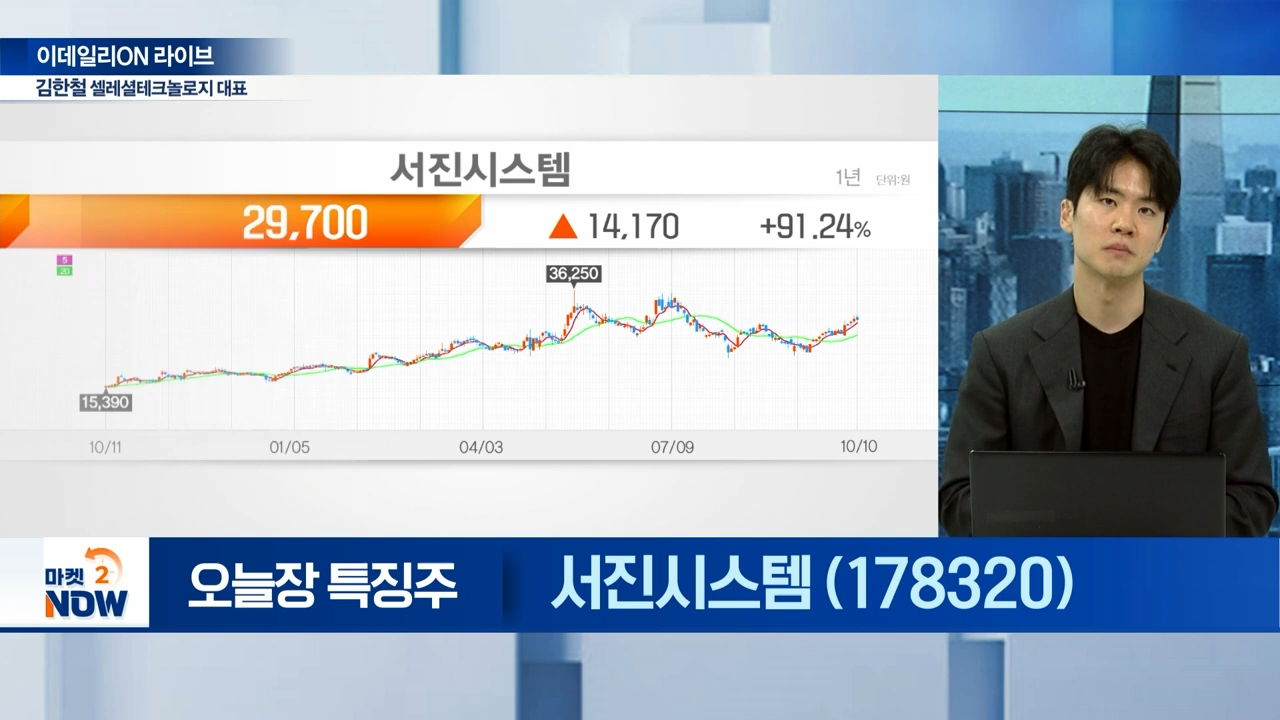 이데일리ON 라이브
김한철 셀레셜테크놀로지 대표
서진시스템
1년 단위:원
29,700 ▲ 14,170 +91.24%
5
20
36,250
15,390
10/11 01/05 04/03 07/09 10/10
마켓 2
NOW
오늘장 특징주 서진시스템 (178320)